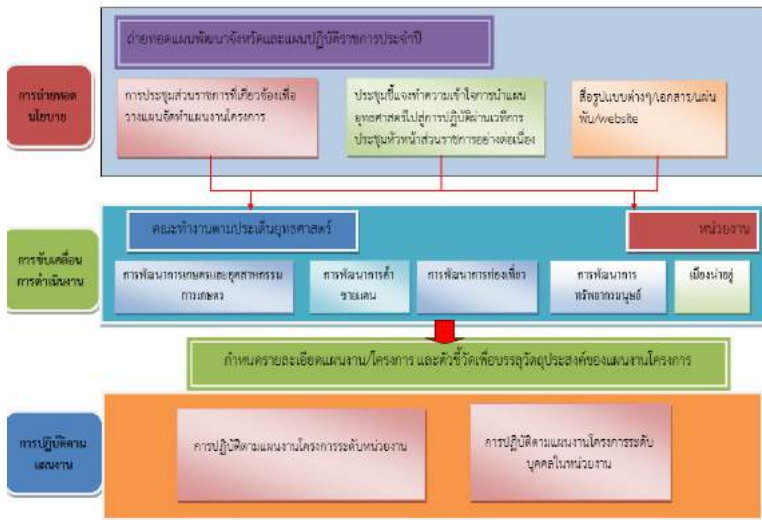 ถ่ายทอดแผนพัฒนาจังหวัดและแผนปฏิบัติราชการประจำปี
การถ่ายทอด
นโยบาย
การประชุมส่วนราชการที่เกี่ยวข้องเพื่อ
วางแผนจัดทำแผนงานโครงการ
ประชุมชี้แจงทำความเข้าใจการนำแผน
ยุทธศาสตร์ไปสู่การปฏิบัติผ่านเวทีการ
ประชุมหัวหน้าส่วนราชการอย่างต่อเนื่อง
สื่อรูปแบบต่างๆ/เอกสาร/แผ่น
พับ/website
คณะทำงานตามประเด็นยุทธศาสตร์
หน่วยงาน
การขับเคลื่อน
การดำเนินงาน
การพัฒนาการเกษตรและอุตสาหกรรม
การเกษตร
การพัฒนาการค้า
ชายแดน
การพัฒนาการท่องเที่ยว
การพัฒนาการ
ทรัพยากรมนุษย์
เมืองน่าอยู่
กำหนดรายละเอียดแผนงาน/โครงการ และตัวชี้วัดเพื่อบรรลุวัตถุประสงค์ของแผนงานโครงการ
การปฏิบัติตาม
แผนงาน
การปฏิบัติตามแผนงานโครงการระดับหน่วยงาน
การปฏิบัติตามแผนงานโครงการระดับ
บุคคลในหน่วยงาน